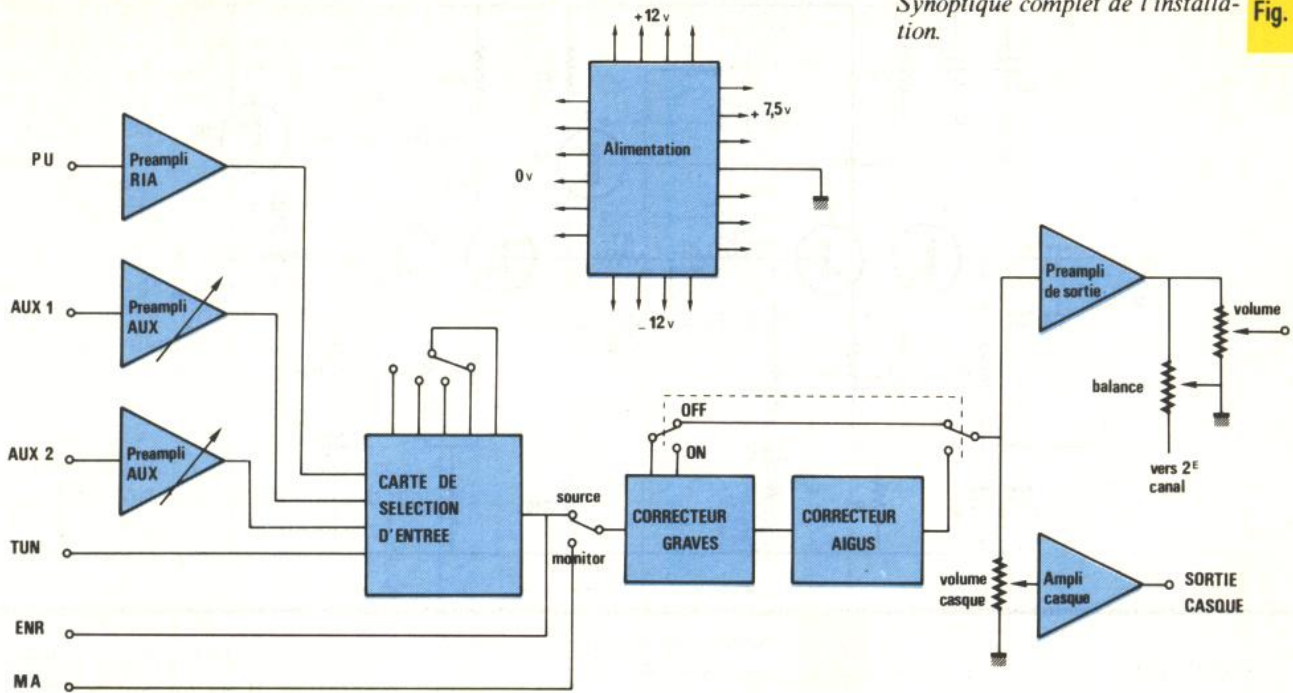 Synoptique complet de l'installa-
tion.
Fig.
+12 v
+ 7,5 v
Alimentation
0 v
_ 12 v
PU
Preampli
RIA
AUX 1
Preampli
AUX
AUX 2
Preampli
AUX
TUN
ENR
MA
CARTE DE
SELECTION
D'ENTREE
source
monitor
OFF
ON
CORRECTEUR
GRAVES
CORRECTEUR
AIGUS
Preampli
de sortie
volume
balance
vers 2E
canal
volume
casque
Ampli
casque
SORTIE
CASQUE